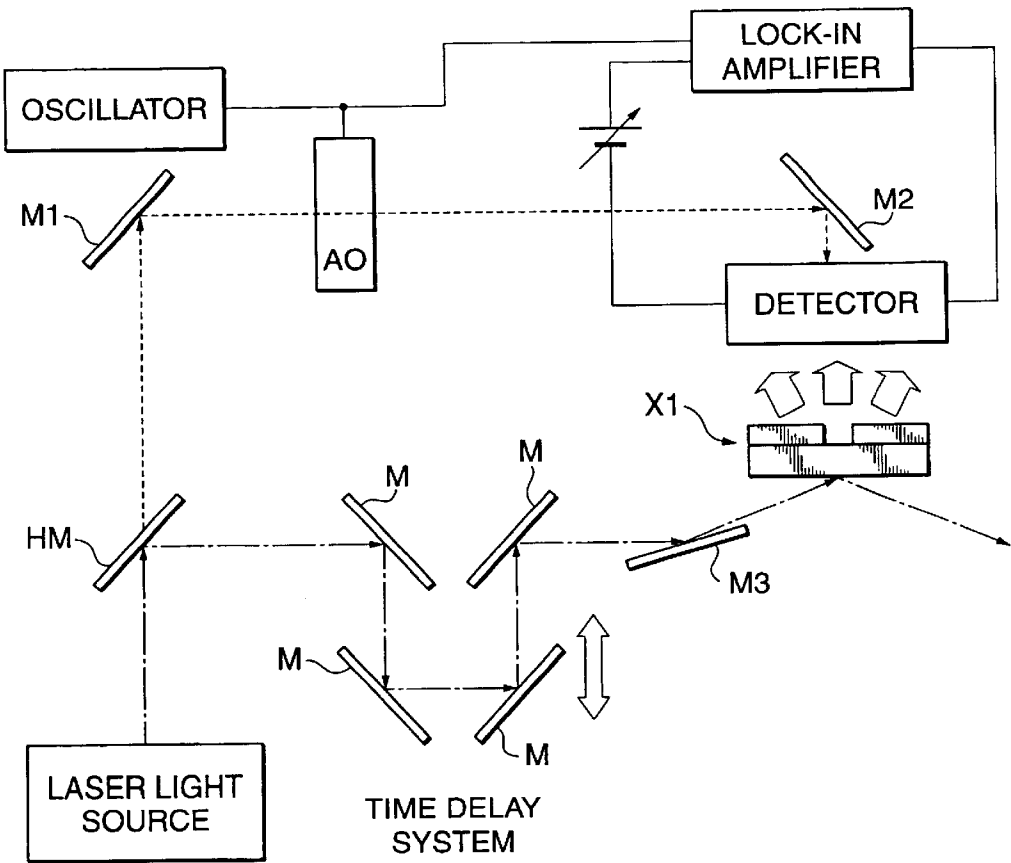 LOCK-IN
AMPLIFIER
OSCILLATOR
M1
M2
AO
DETECTOR
X1
M
M
HM
M3
M
M
LASER LIGHT
SOURCE
TIME DELAY
SYSTEM